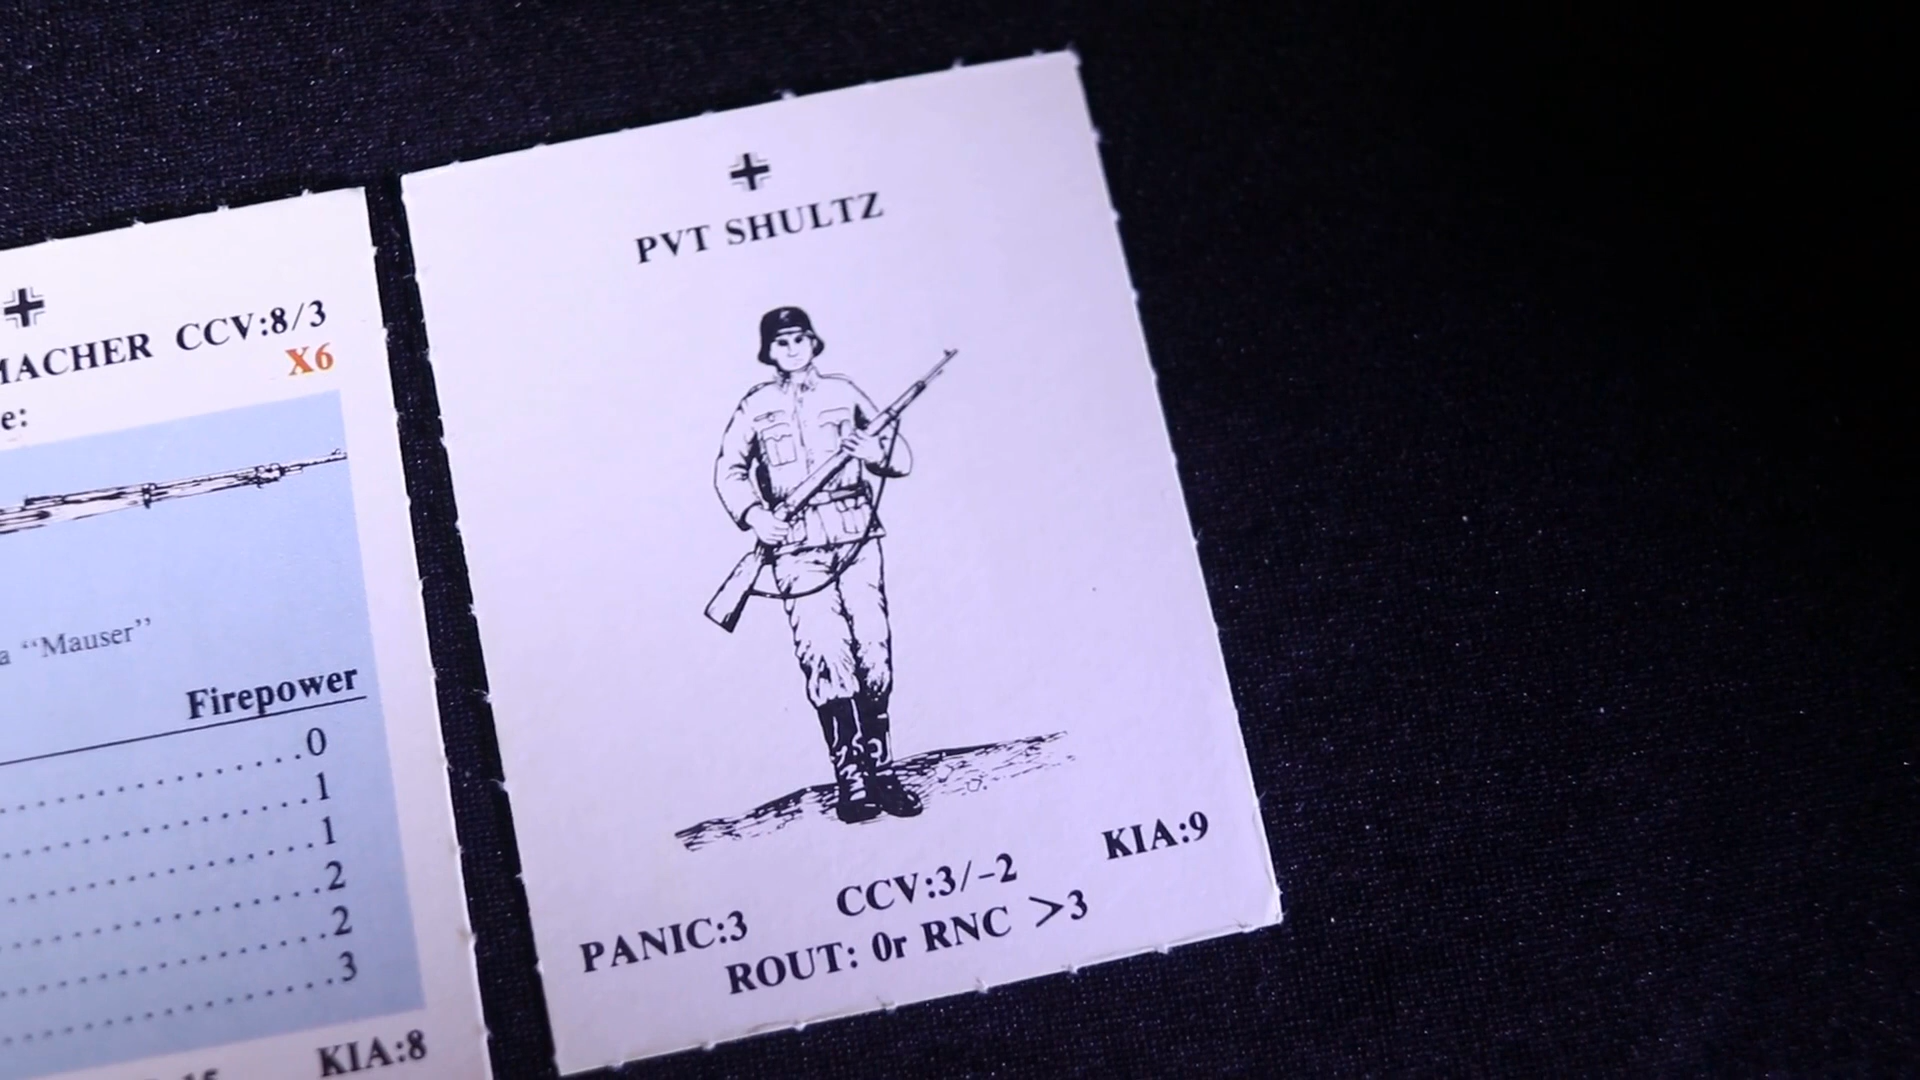 CCV:8/3
X6
e:
a “Mauser”
Firepower
0
1
1
2
2
3
KIA:8
PVT SHULTZ
PANIC:3 CCV:3/-2 KIA:9
ROUT: 0r RNC >3